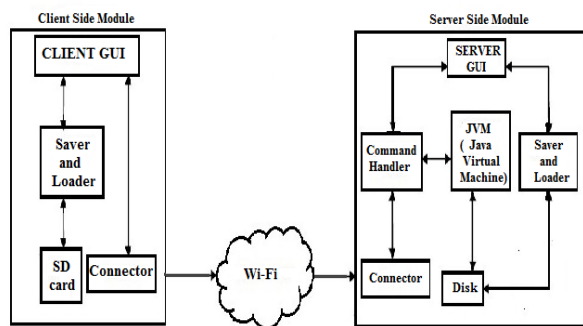 Client Side Module
CLIENT GUI
Saver
and
Loader
SD
card
Connector
Wi-Fi
Server Side Module
SERVER
GUI
Command
Handler
JVM
( Java
Virtual
Machine)
Saver
and
Loader
Connector
Disk